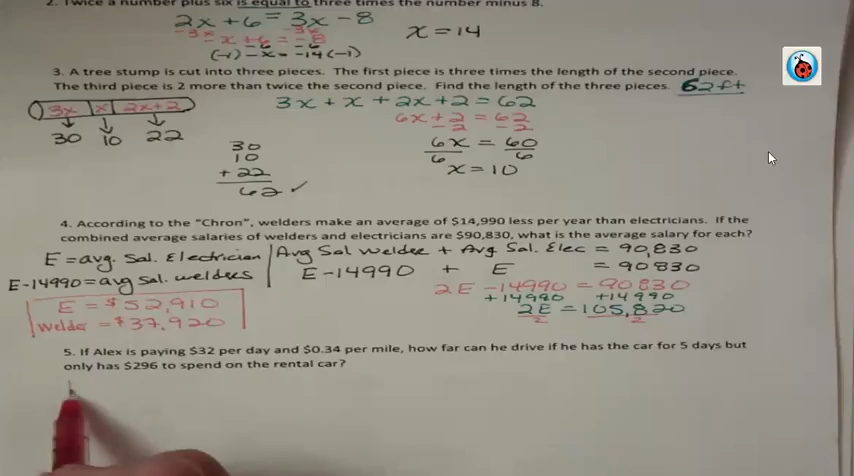 2. Twice a number plus six is equal to three times the number minus 8.
2x + 6 = 3x - 8
-3x -3x
-x + 6 = -8
-6 -6
(-1) -x = -14 (-1)
x = 14
3. A tree stump is cut into three pieces. The first piece is three times the length of the second piece.
The third piece is 2 more than twice the second piece. Find the length of the three pieces. 62ft
3x x 2x+2
30 10 22
3x + x + 2x + 2 = 62
6x + 2 = 62
-2 -2
6x = 60
6 6
x = 10
30
10
+ 22
62 ✓
4. According to the "Chron", welders make an average of $14,990 less per year than electricians. If the
combined average salaries of welders and electricians are $90,830, what is the average salary for each?
E = avg. Sal. Electrician
E-14990 = avg Sal. welders
E = $52,910
Welder = $37,920
Avg Sal Welder + Avg Sal. Elec = 90,830
E - 14990 + E = 90830
2E - 14990 = 90830
+14990 +14990
2E = 105,820
2 2
5. If Alex is paying $32 per day and $0.34 per mile, how far can he drive if he has the car for 5 days but
only has $296 to spend on the rental car?